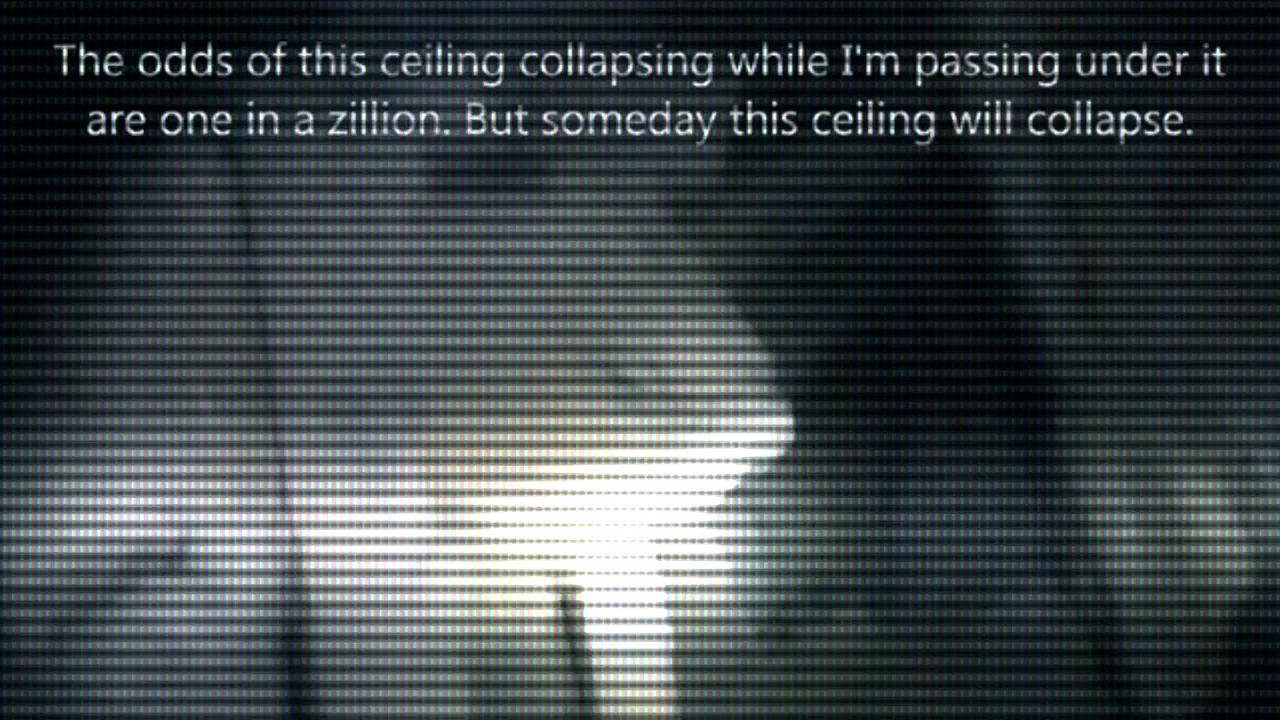 The odds of this ceiling collapsing while I'm passing under it
are one in a zillion. But someday this ceiling will collapse.